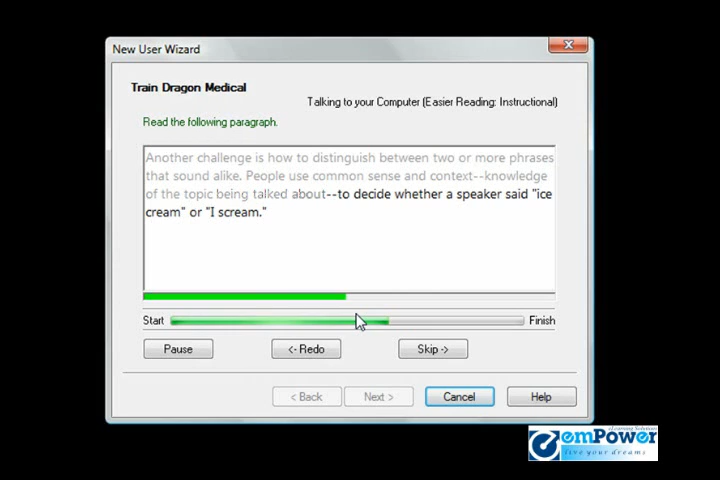 New User Wizard
Train Dragon Medical
Talking to your Computer (Easier Reading: Instructional)
Read the following paragraph.
Another challenge is how to distinguish between two or more phrases
that sound alike. People use common sense and context--knowledge
of the topic being talked about--to decide whether a speaker said "ice
cream" or "I scream."
Start
Finish
Pause
<- Redo
Skip ->
< Back
Next >
Cancel
Help
eLearning Solutions
emPower
live your dreams